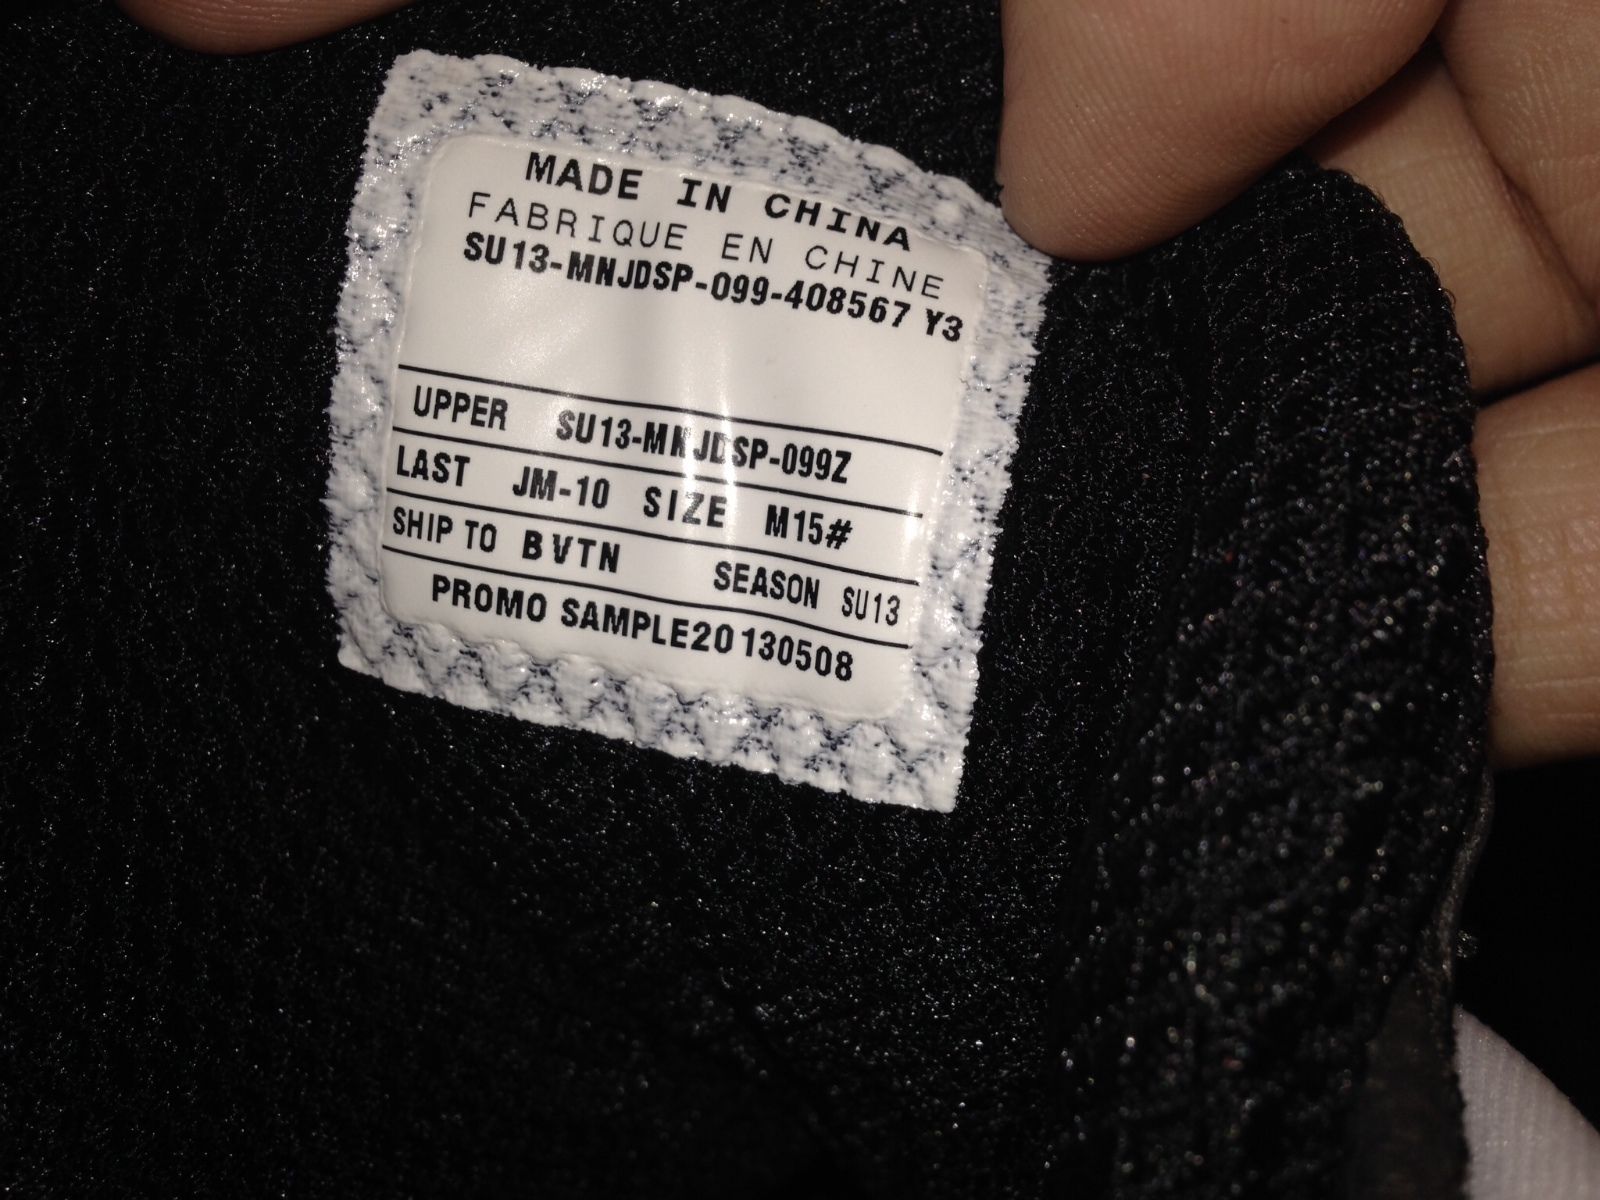 MADE IN CHINA
FABRIQUE EN CHINE
SU13-MNJDSP-099-408567 Y3
UPPER SU13-MNJDSP-099Z
LAST JM-10 SIZE M15#
SHIP TO BVTN SEASON SU13
PROMO SAMPLE20130508